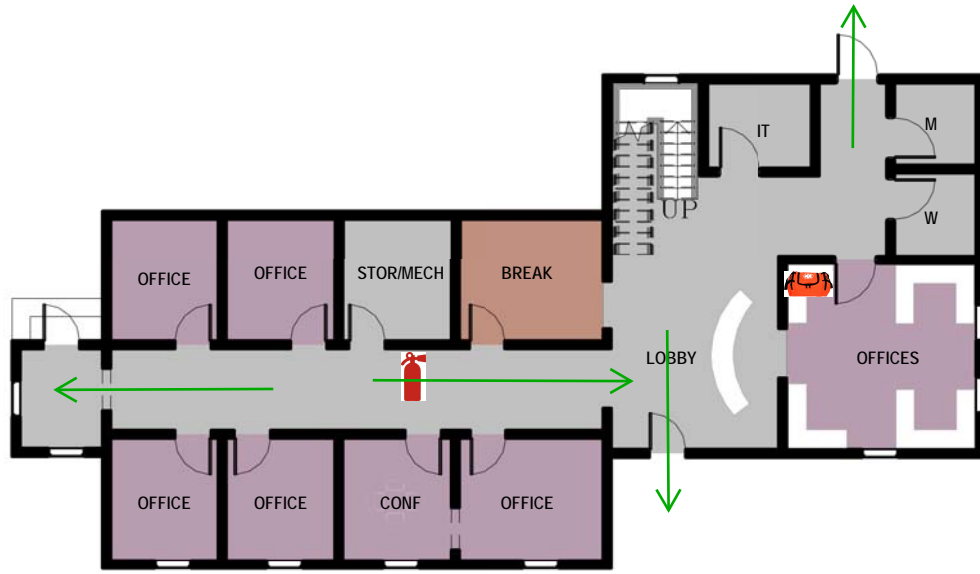 IT
M
W
UP
OFFICE
OFFICE
STOR/MECH
BREAK
LOBBY
OFFICES
OFFICE
OFFICE
CONF
OFFICE